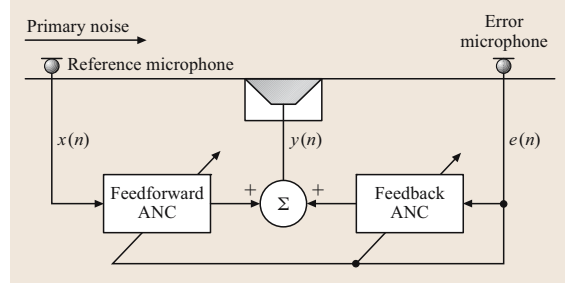 Primary noise
Error
microphone
Reference microphone
x(n)
y(n)
e(n)
Feedforward
ANC
+
Σ
+
Feedback
ANC